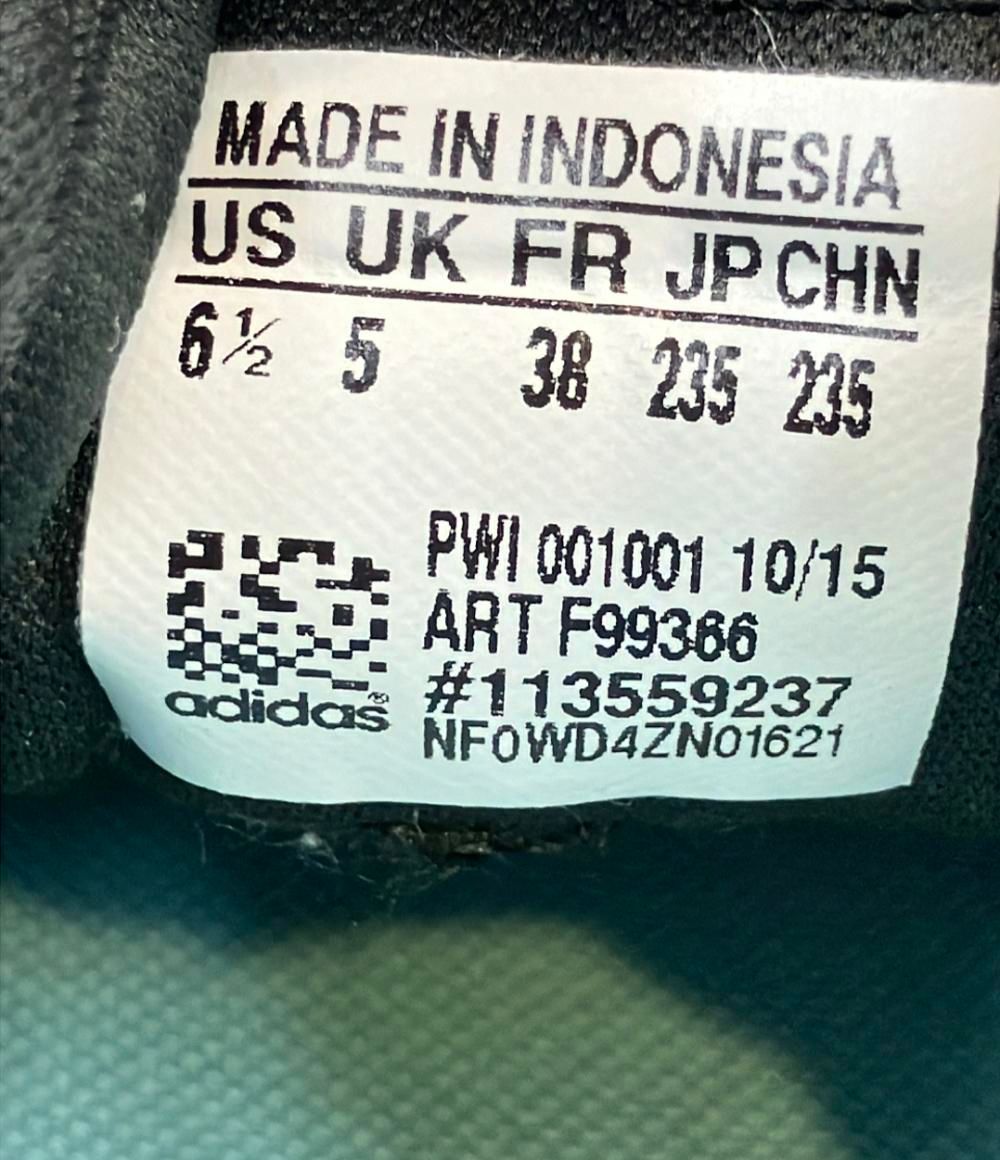 MADE IN INDONESIA
US UK FR JP CHN
6½ 5 38 235 235
PWI 001001 10/15
ART F99366
#113559237
NF0WD4ZN01621
adidas®